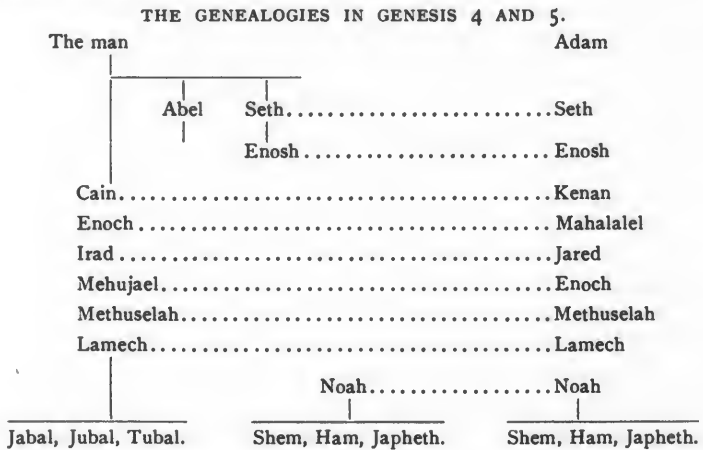 THE GENEALOGIES IN GENESIS 4 AND 5.
The man Adam
Abel Seth........................Seth
Enosh......................Enosh
Cain........................................Kenan
Enoch......................................Mahalalel
Irad........................................Jared
Mehujael...................................Enoch
Methuselah.................................Methuselah
Lamech.....................................Lamech
Noah.................Noah
Jabal, Jubal, Tubal. Shem, Ham, Japheth. Shem, Ham, Japheth.